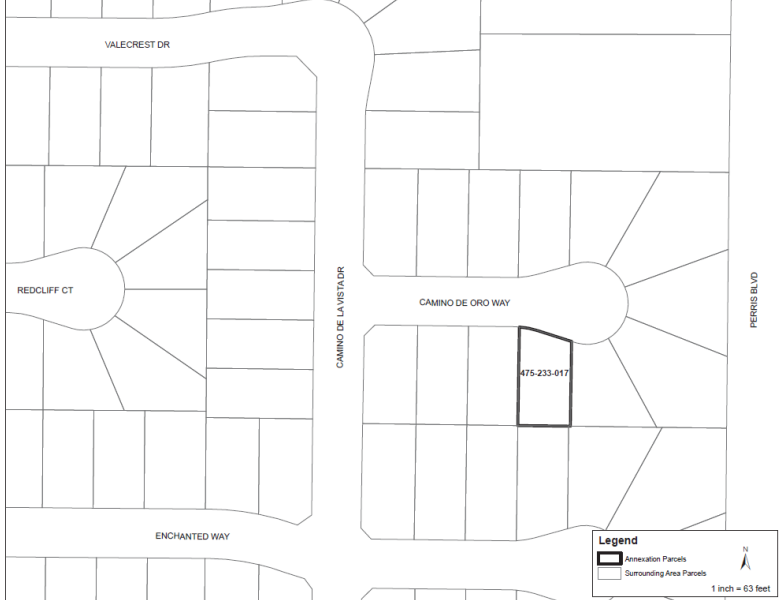 VALECREST DR
REDCLIFF CT
CAMINO DE LA VISTA DR
CAMINO DE ORO WAY
PERRIS BLVD
475-233-017
ENCHANTED WAY
Legend
Annexation Parcels
Surrounding Area Parcels
N
1 inch = 63 feet